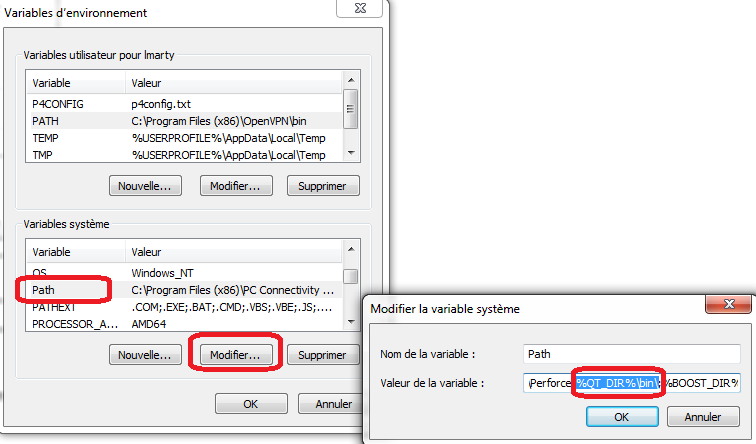 Variables d'environnement
Variables utilisateur pour lmarty
Variable Valeur
P4CONFIG p4config.txt
PATH C:\Program Files (x86)\OpenVPN\bin
TEMP %USERPROFILE%\AppData\Local\Temp
TMP %USERPROFILE%\AppData\Local\Temp
Nouvelle... Modifier... Supprimer
Variables système
Variable Valeur
OS Windows_NT
Path C:\Program Files (x86)\PC Connectivity ...
PATHEXT .COM;.EXE;.BAT;.CMD;.VBS;.VBE;.JS;....
PROCESSOR_A... AMD64
Nouvelle... Modifier... Supprimer
OK Annuler
Modifier la variable système
Nom de la variable : Path
Valeur de la variable : \Perforce;%QT_DIR%\bin\;%BOOST_DIR%
OK Annuler